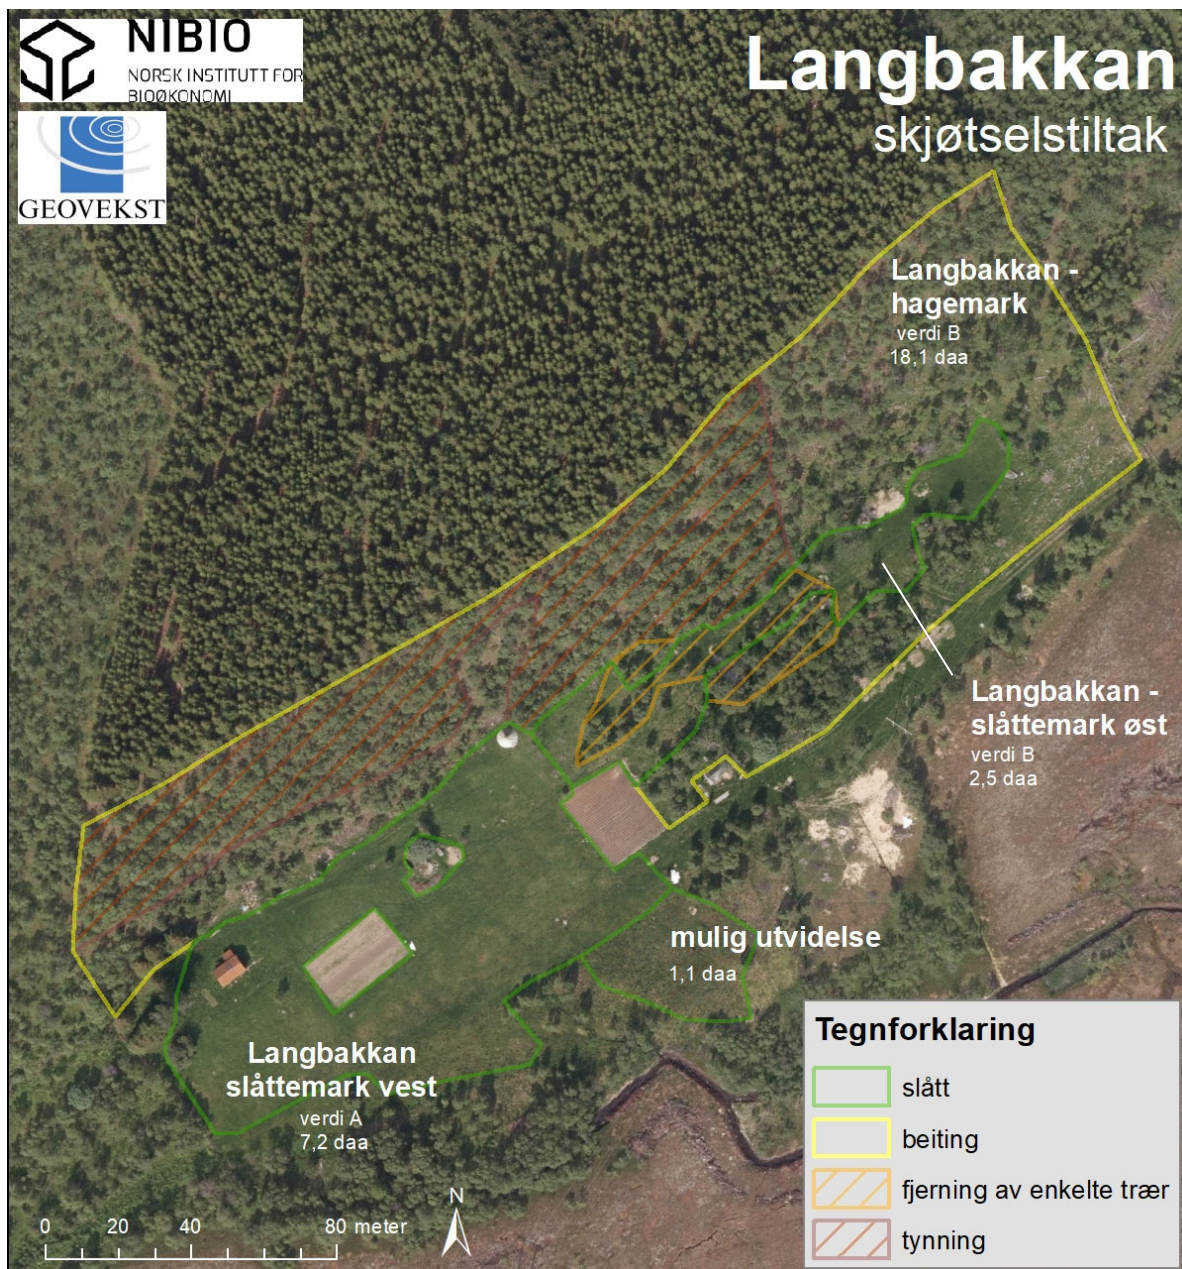 NIBIO
NORSK INSTITUTT FOR
BIOØKONOMI
GEOVEKST
Langbakkan
skjøtselstiltak
Langbakkan -
hagemark
verdi B
18,1 daa
Langbakkan -
slåttemark øst
verdi B
2,5 daa
mulig utvidelse
1,1 daa
Langbakkan
slåttemark vest
verdi A
7,2 daa
Tegnforklaring
slått
beiting
fjerning av enkelte trær
tynning
N
0 20 40 80 meter